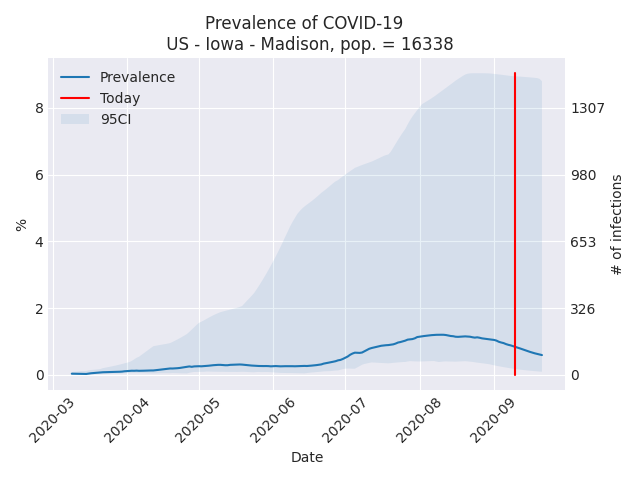 Prevalence of COVID-19
US - Iowa - Madison, pop. = 16338
Prevalence
Today
95CI
%
8
6
4
2
0
1307
980
653
326
0
# of infections
2020-03
2020-04
2020-05
2020-06
2020-07
2020-08
2020-09
Date